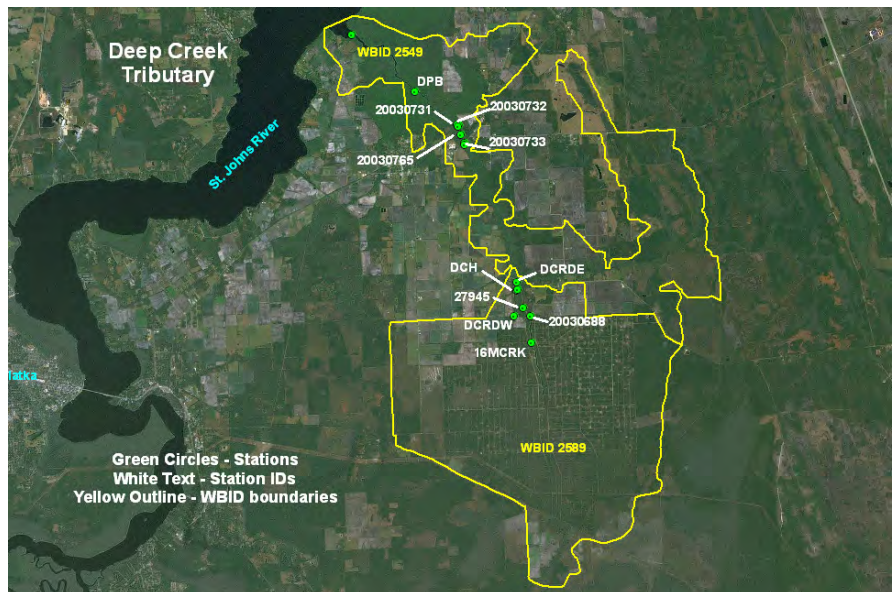 Deep Creek
Tributary
WBID 2549
DPB
20030731
20030732
20030765
20030733
St. Johns River
DCH
DCRDE
27945
DCRDW
20030688
16MCRK
WBID 2589
Green Circles - Stations
White Text - Station IDs
Yellow Outline - WBID boundaries